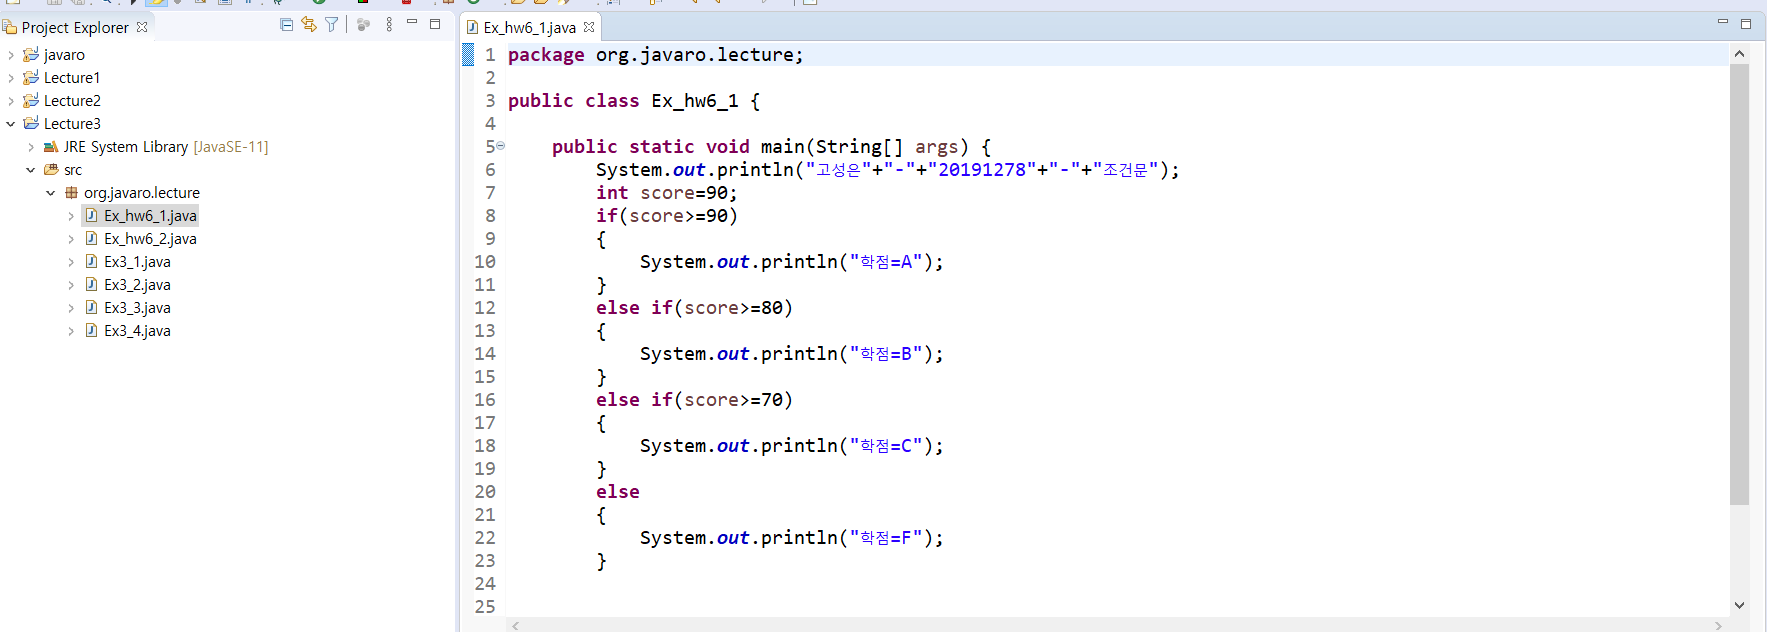 Project Explorer
javaro
Lecture1
Lecture2
Lecture3
JRE System Library [JavaSE-11]
src
org.javaro.lecture
Ex_hw6_1.java
Ex_hw6_2.java
Ex3_1.java
Ex3_2.java
Ex3_3.java
Ex3_4.java
Ex_hw6_1.java
1 package org.javaro.lecture;
2
3 public class Ex_hw6_1 {
4
5 public static void main(String[] args) {
6 System.out.println("고성은"+"-"+"20191278"+"-"+"조건문");
7 int score=90;
8 if(score>=90)
9 {
10 System.out.println("학점=A");
11 }
12 else if(score>=80)
13 {
14 System.out.println("학점=B");
15 }
16 else if(score>=70)
17 {
18 System.out.println("학점=C");
19 }
20 else
21 {
22 System.out.println("학점=F");
23 }
24
25